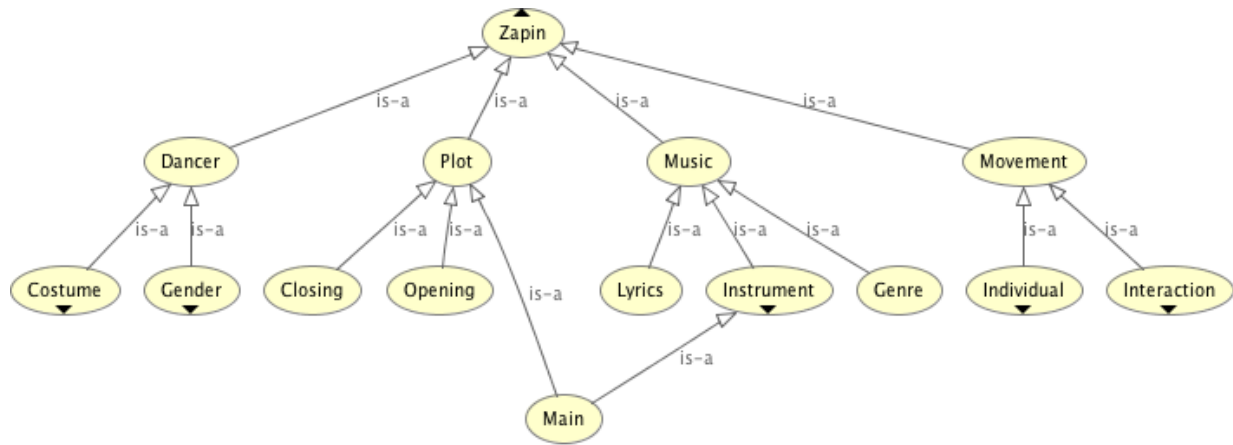 Zapin
is-a
is-a
is-a
is-a
Dancer
Plot
Music
Movement
is-a
is-a
is-a
is-a
is-a
is-a
is-a
is-a
is-a
Costume
Gender
Closing
Opening
is-a
Lyrics
Instrument
Genre
Individual
Interaction
is-a
Main